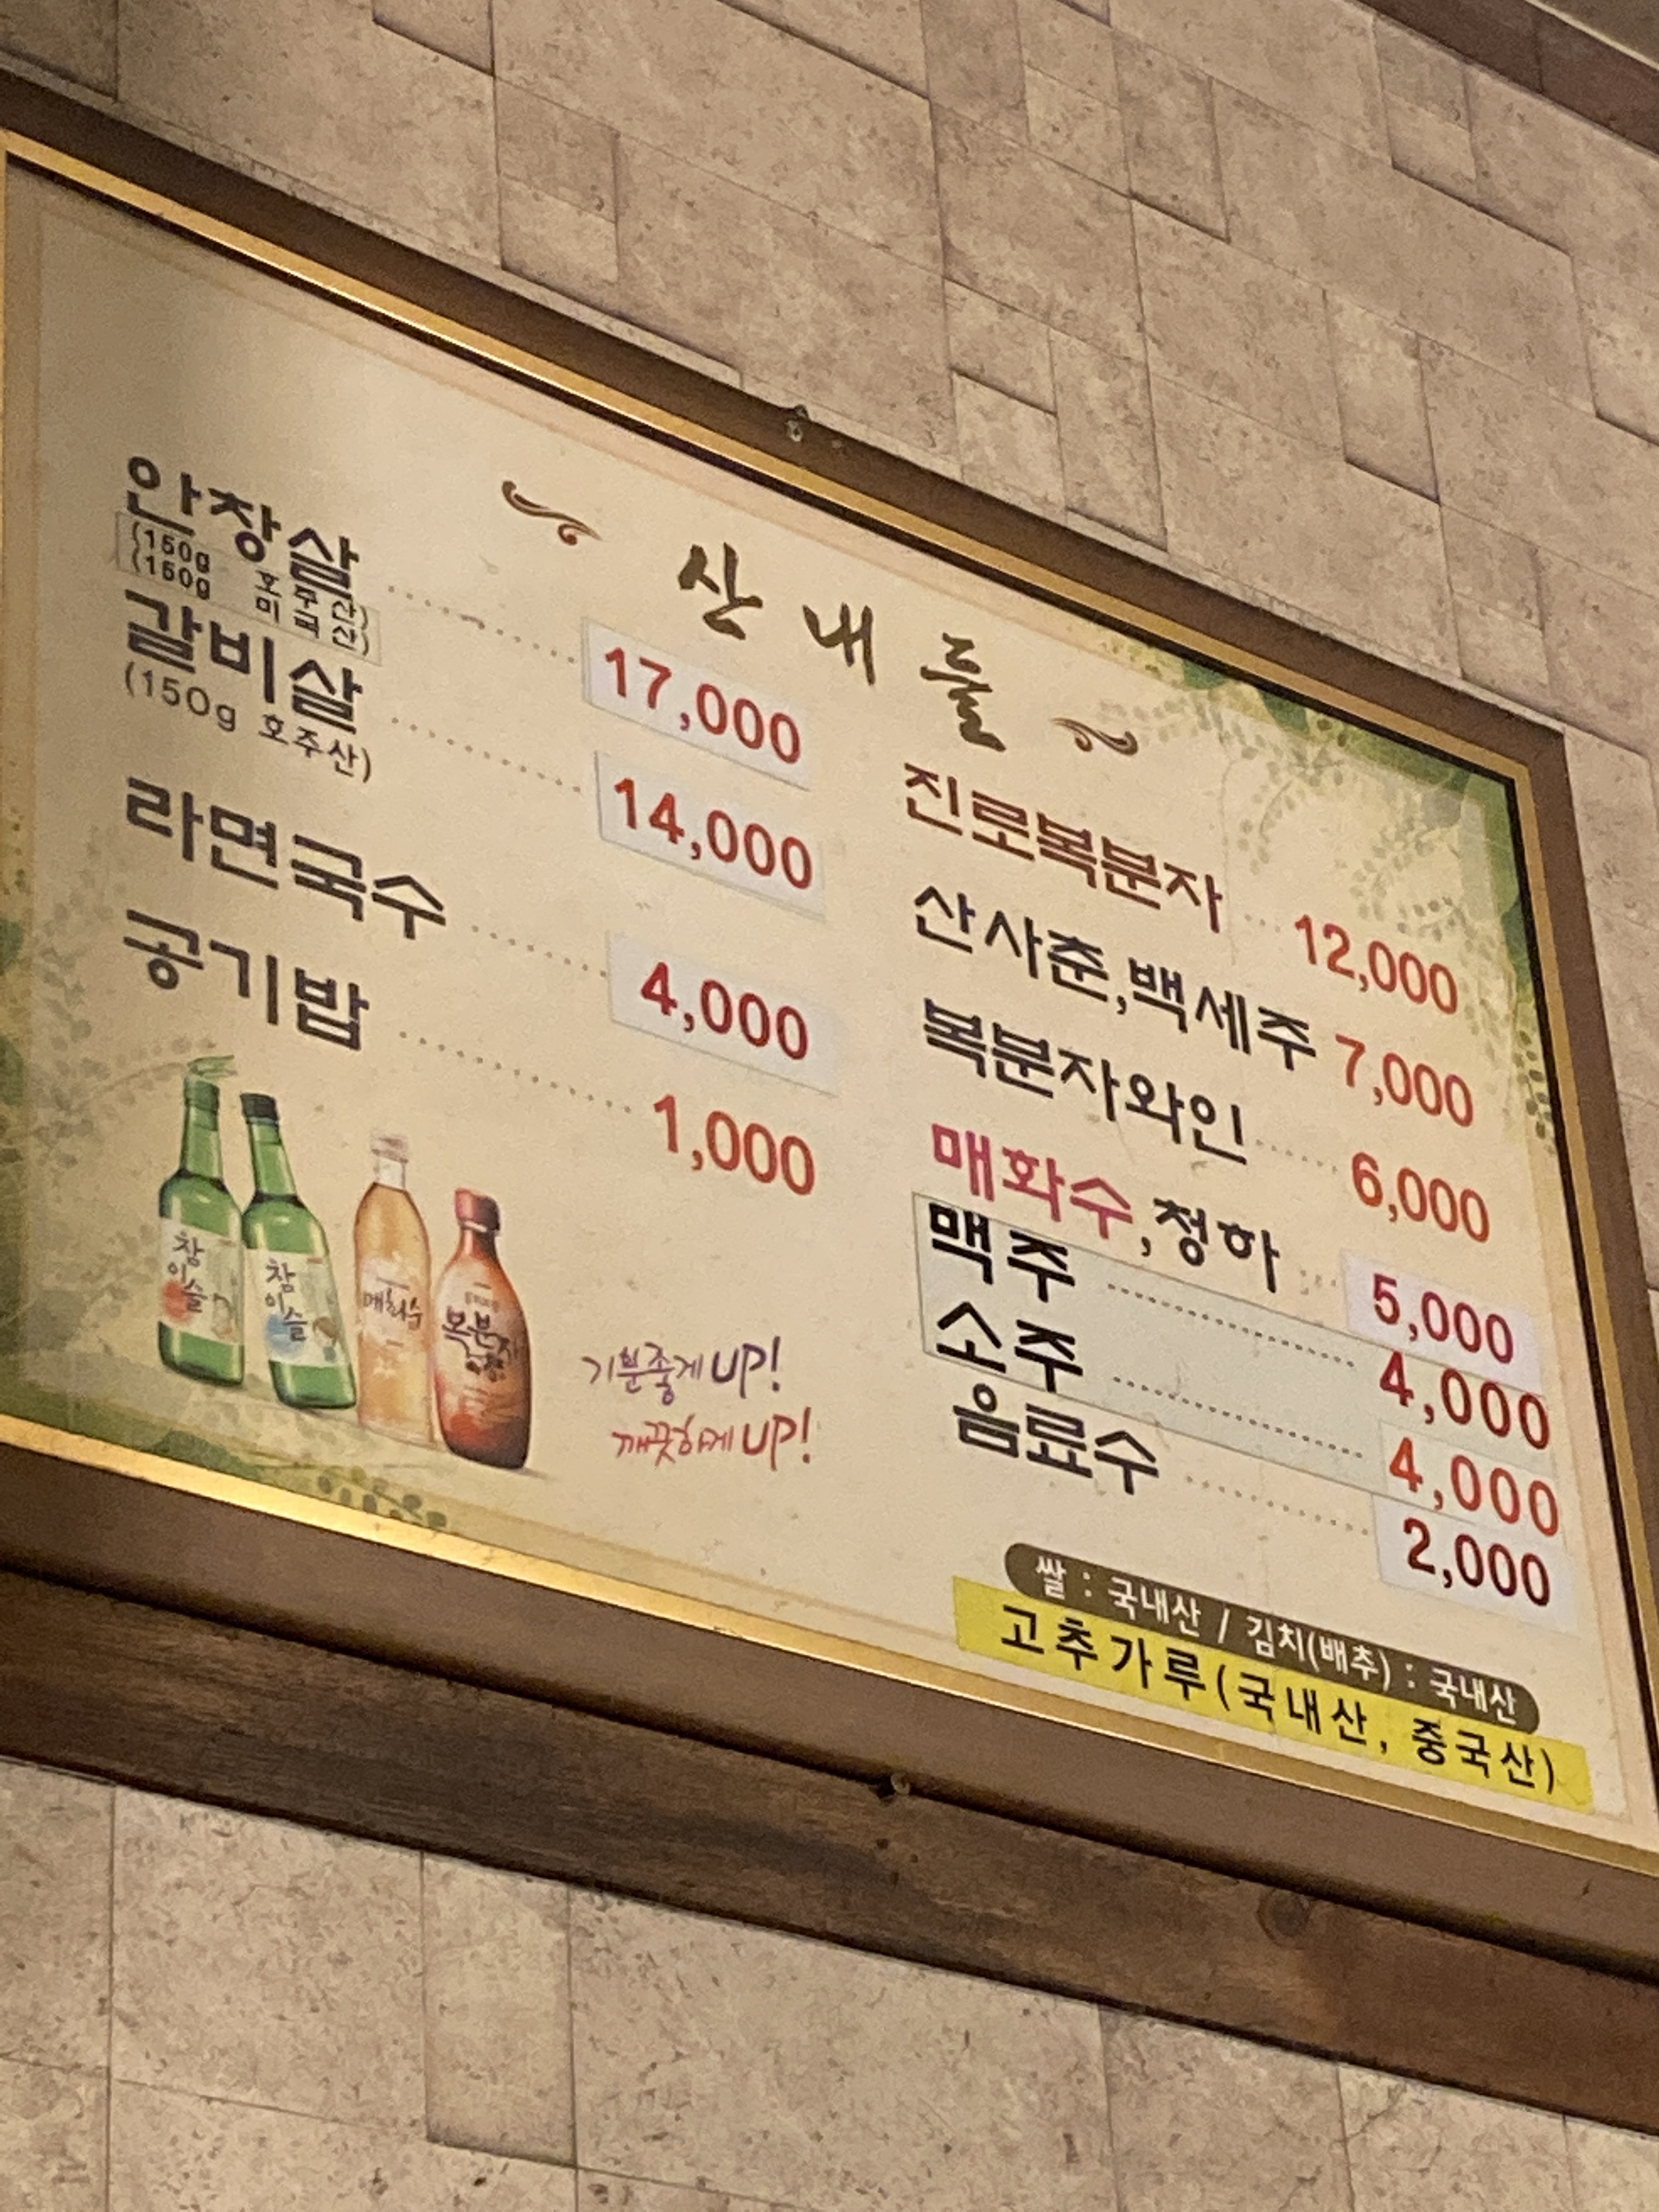 산내들
안창살 17,000
(150g 호주산)
(150g 미국산)
갈비살 14,000
(150g 호주산)
라면국수 4,000
공기밥 1,000
진로복분자 12,000
산사춘,백세주 7,000
복분자와인 6,000
매화수,청하 5,000
맥주 4,000
소주 4,000
음료수 2,000
참이슬
참이슬
매화수
복분자
기분좋게 UP!
깨끗하게 UP!
쌀 : 국내산 / 김치(배추) : 국내산
고추가루(국내산, 중국산)